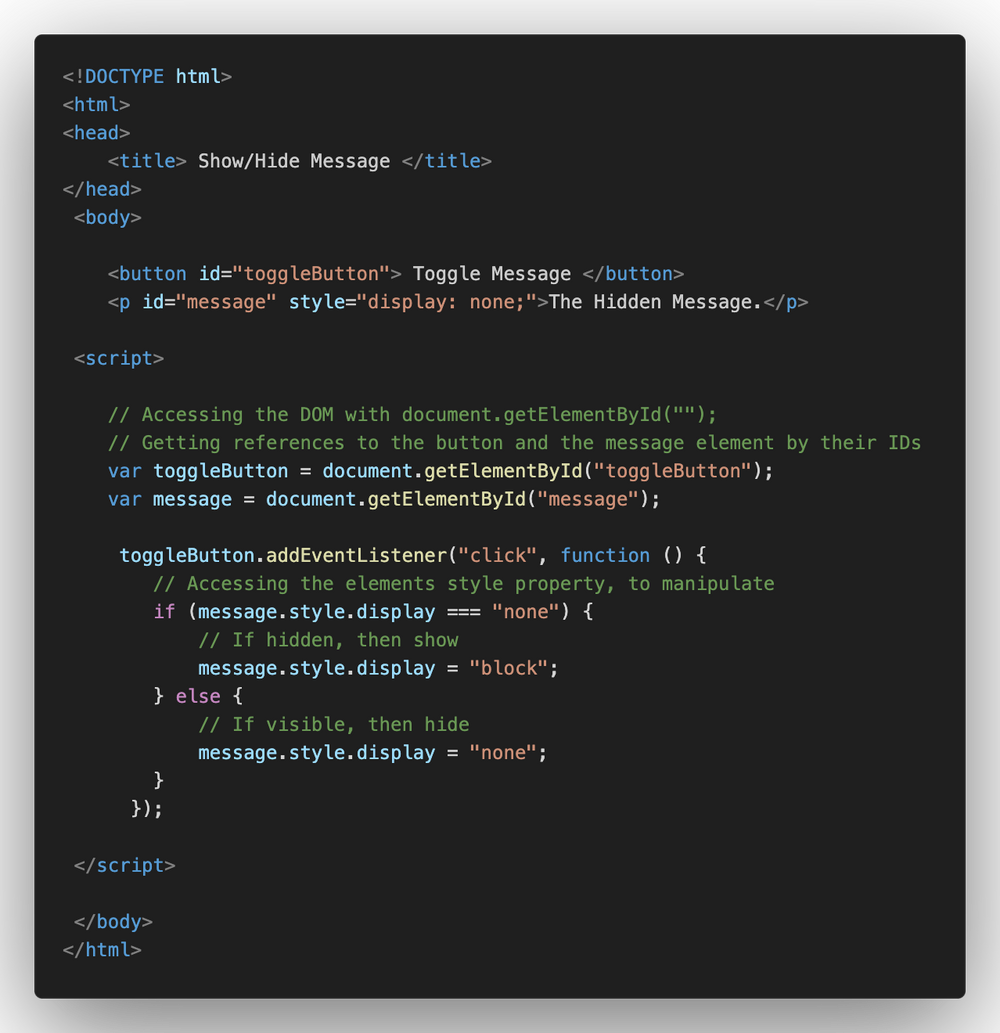 <!DOCTYPE html>
<html>
<head>
    <title> Show/Hide Message </title>
</head>
 <body>

    <button id="toggleButton"> Toggle Message </button>
    <p id="message" style="display: none;">The Hidden Message.</p>

 <script>

    // Accessing the DOM with document.getElementById("");
    // Getting references to the button and the message element by their IDs
    var toggleButton = document.getElementById("toggleButton");
    var message = document.getElementById("message");

     toggleButton.addEventListener("click", function () {
        // Accessing the elements style property, to manipulate
        if (message.style.display === "none") {
            // If hidden, then show
            message.style.display = "block";
        } else {
            // If visible, then hide
            message.style.display = "none";
        }
      });

 </script>

 </body>
</html>